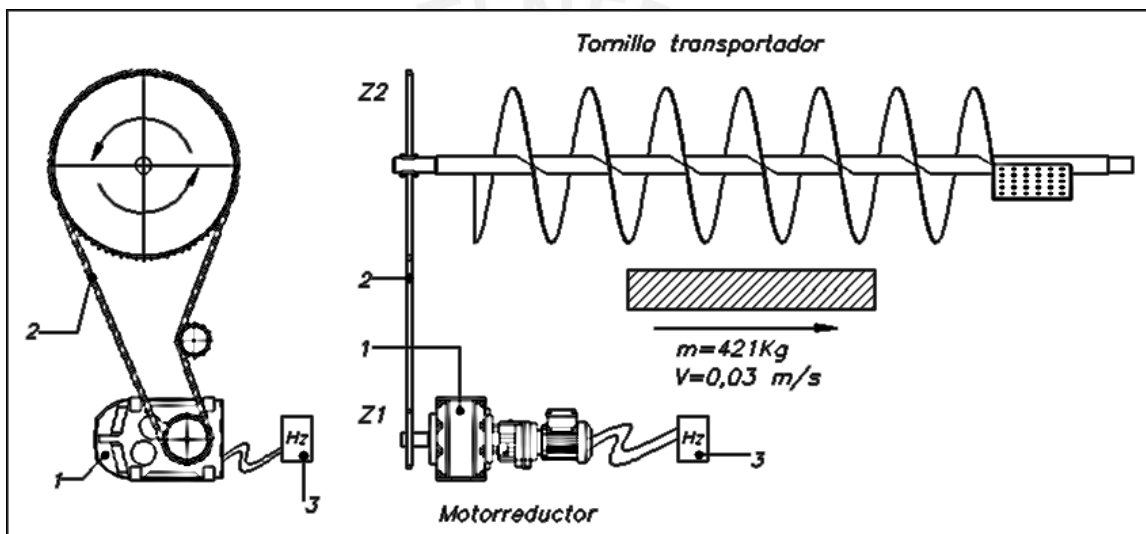 Tornillo transportador
Z2
2
2
1
m=421Kg
V=0,03 m/s
Z1
Hz
Hz
1
3
3
Motorreductor